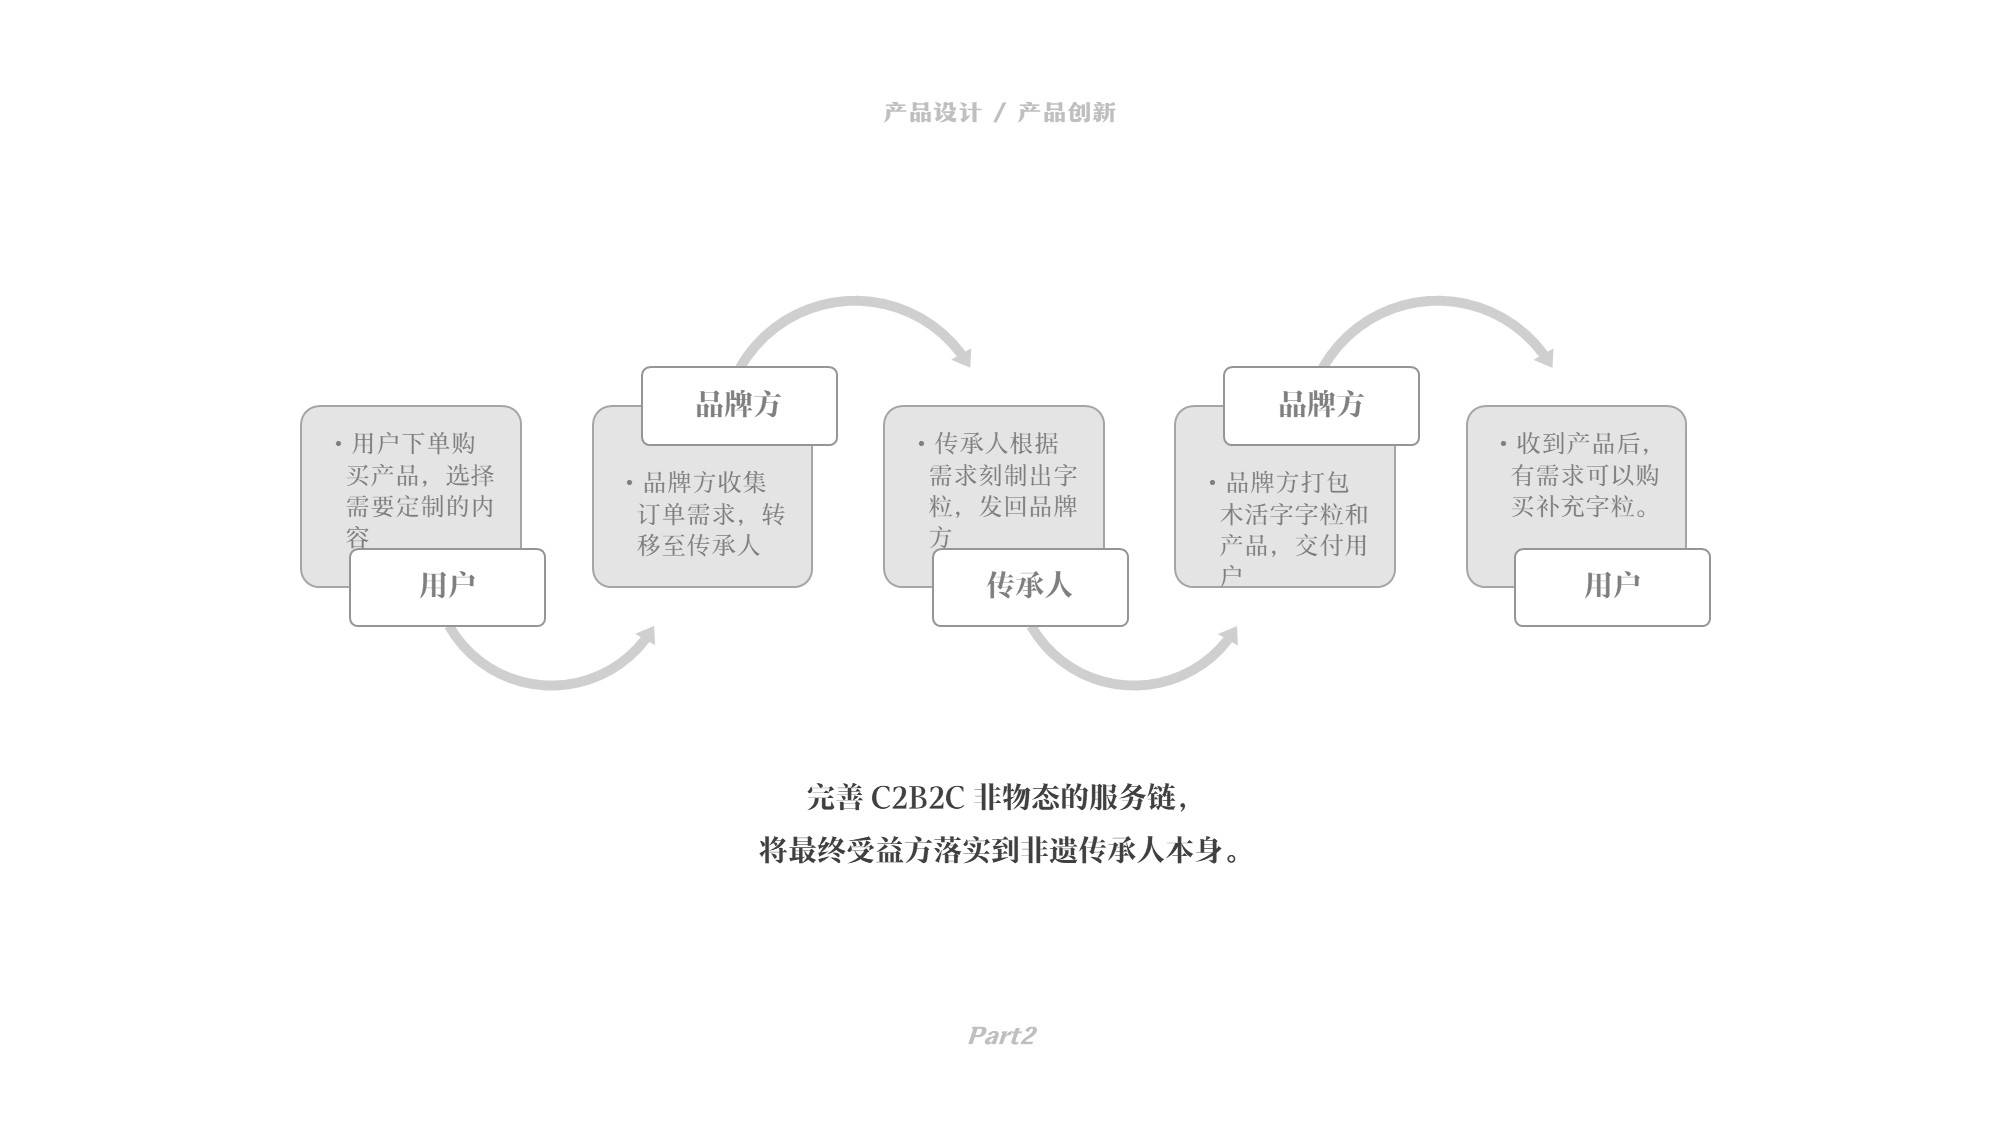 产品设计 / 产品创新
• 用户下单购
买产品，选择
需要定制的内
容
用户
品牌方
• 品牌方收集
订单需求，转
移至传承人
• 传承人根据
需求刻制出字
粒，发回品牌
方
传承人
品牌方
• 品牌方打包
木活字字粒和
产品，交付用
户
• 收到产品后，
有需求可以购
买补充字粒。
用户
完善 C2B2C 非物态的服务链，
将最终受益方落实到非遗传承人本身。
Part2